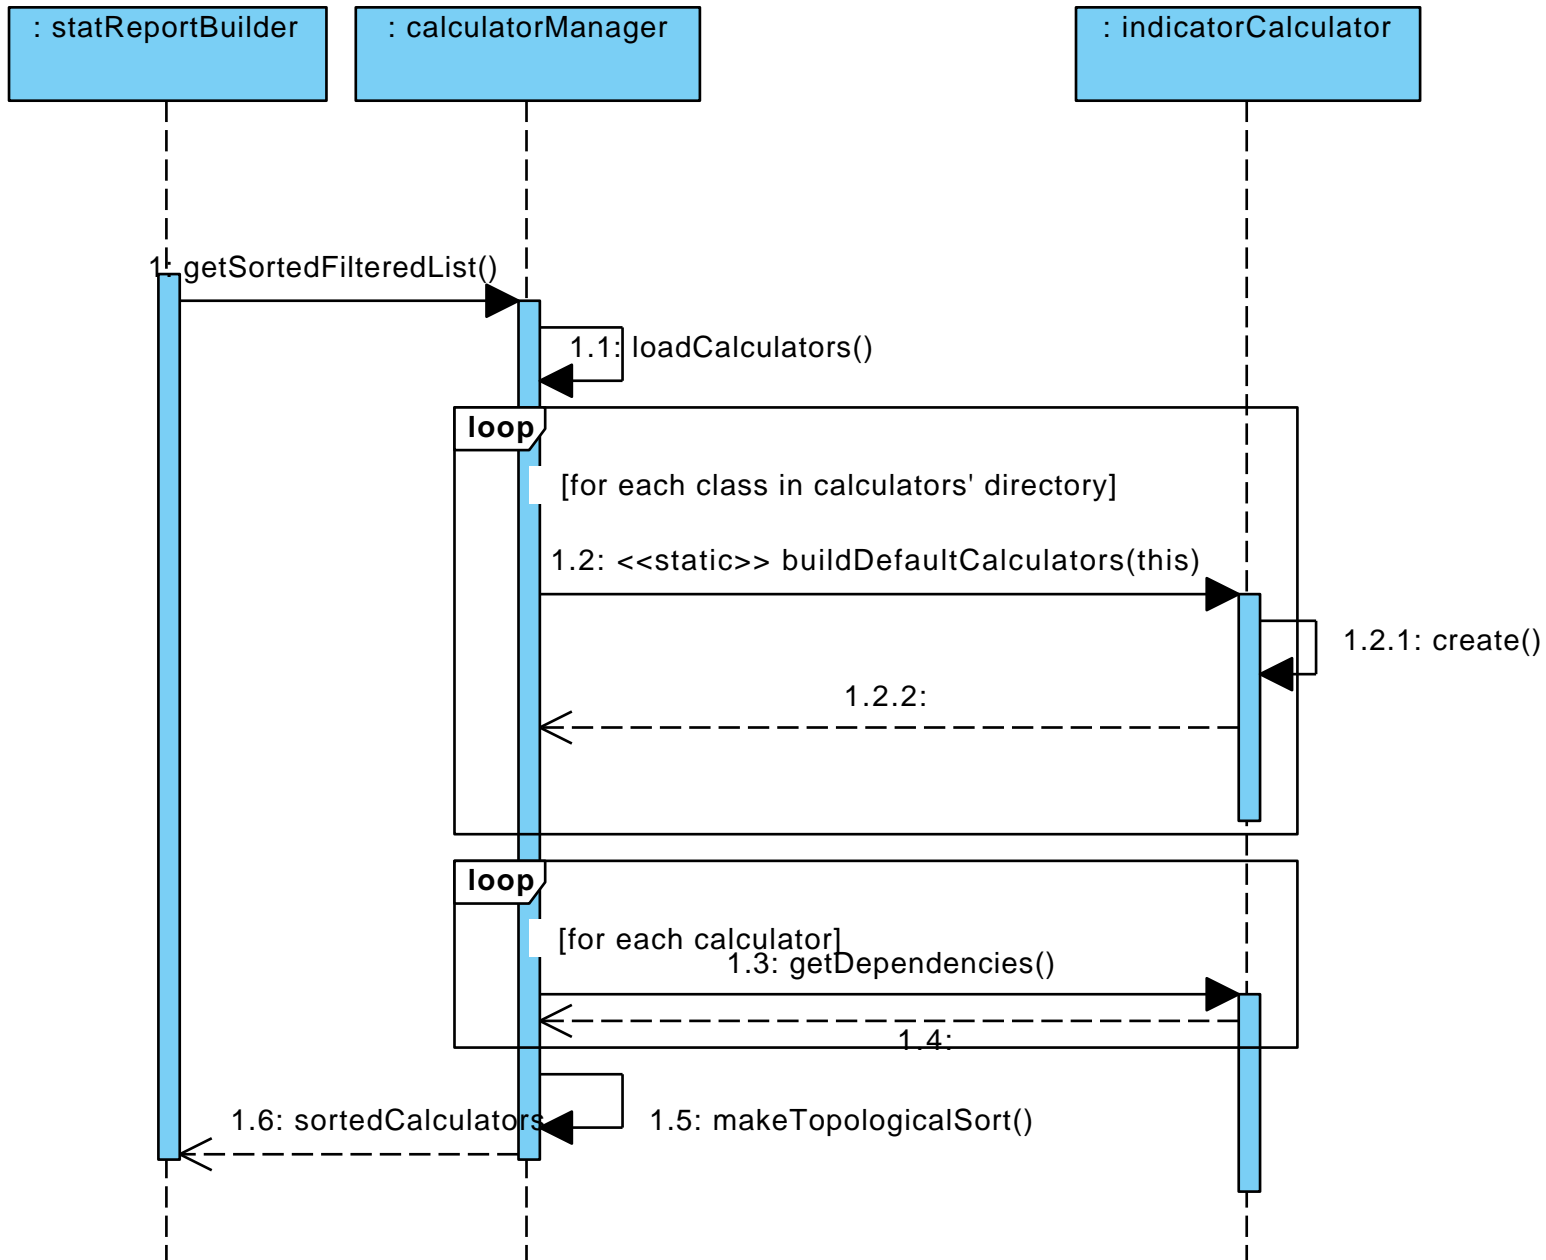 : statReportBuilder
: calculatorManager
: indicatorCalculator
1: getSortedFilteredList()
1.1: loadCalculators()
loop
[for each class in calculators' directory]
1.2: <<static>> buildDefaultCalculators(this)
1.2.1: create()
1.2.2:
loop
[for each calculator]
1.3: getDependencies()
1.4:
1.6: sortedCalculators
1.5: makeTopologicalSort()